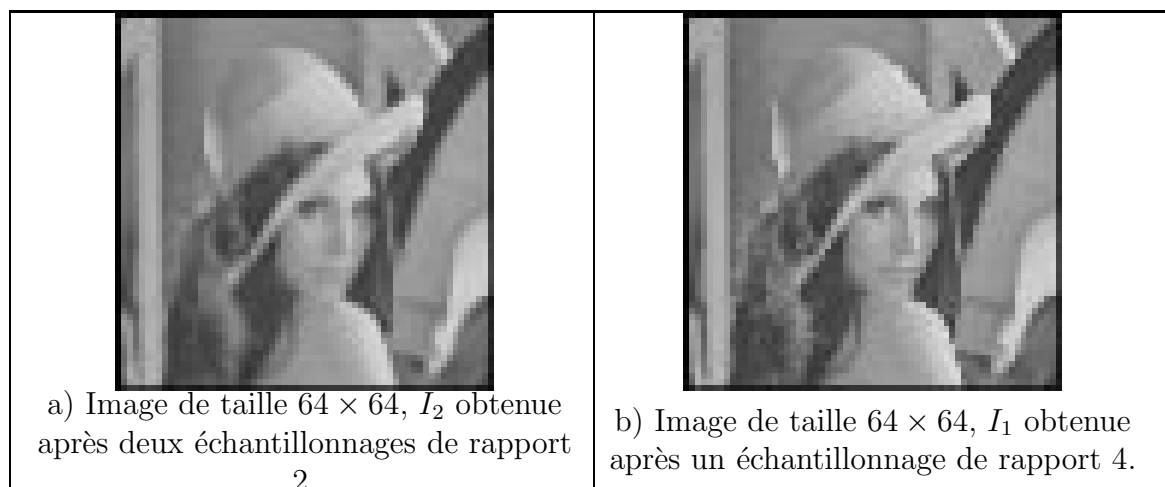 a) Image de taille 64 × 64, I₂ obtenue
après deux échantillonnages de rapport
2
b) Image de taille 64 × 64, I₁ obtenue
après un échantillonnage de rapport 4.